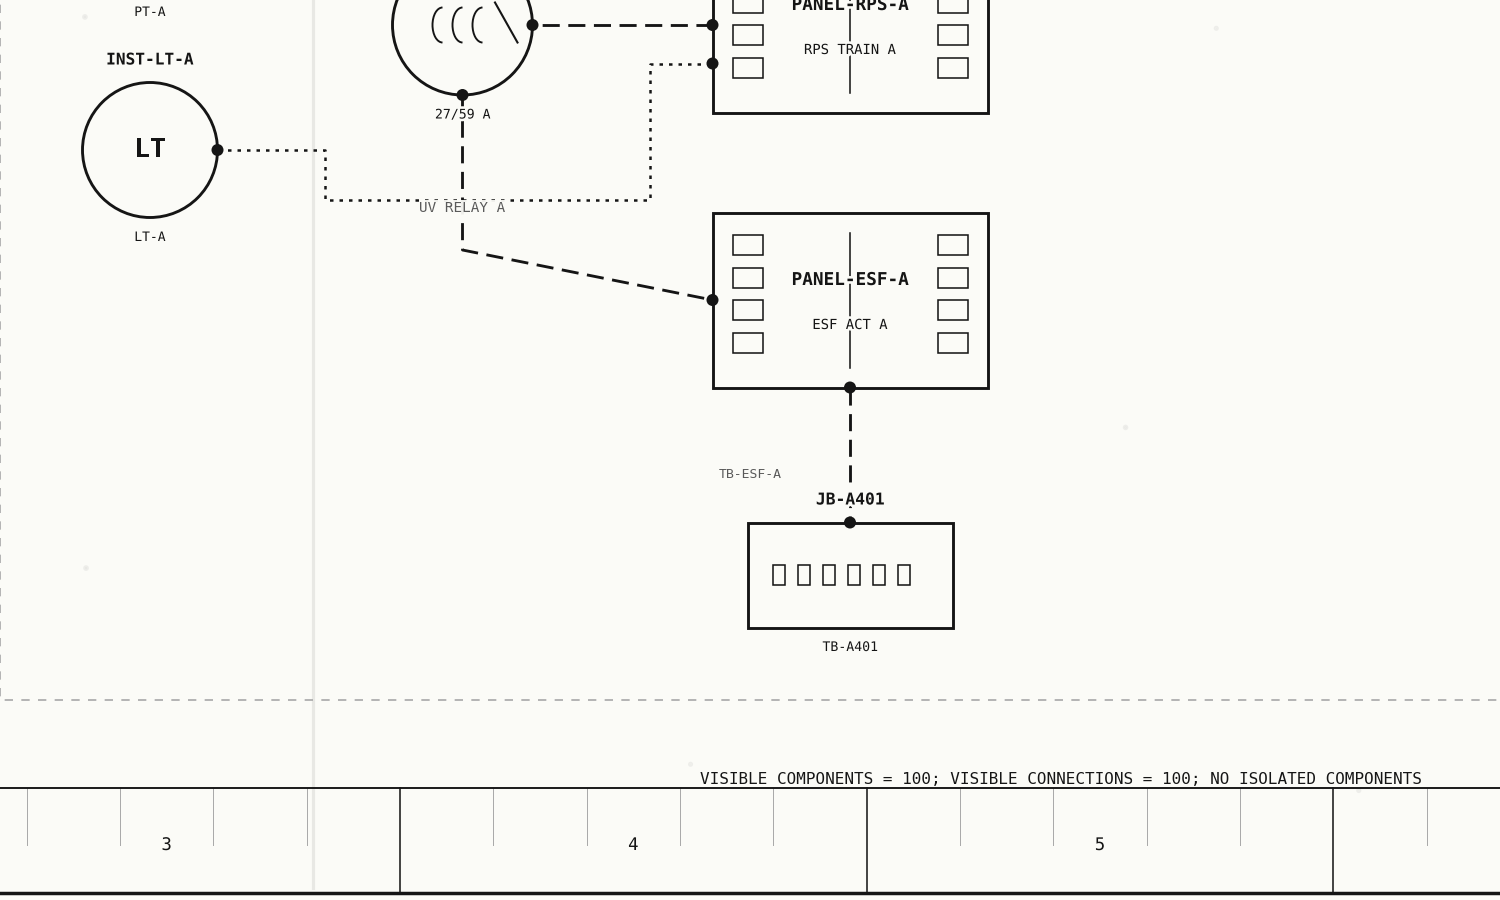 PT-A
PANEL-RPS-A
RPS TRAIN A
INST-LT-A
LT
LT-A
27/59 A
UV RELAY A
PANEL-ESF-A
ESF ACT A
TB-ESF-A
JB-A401
TB-A401
VISIBLE COMPONENTS = 100; VISIBLE CONNECTIONS = 100; NO ISOLATED COMPONENTS
3
4
5